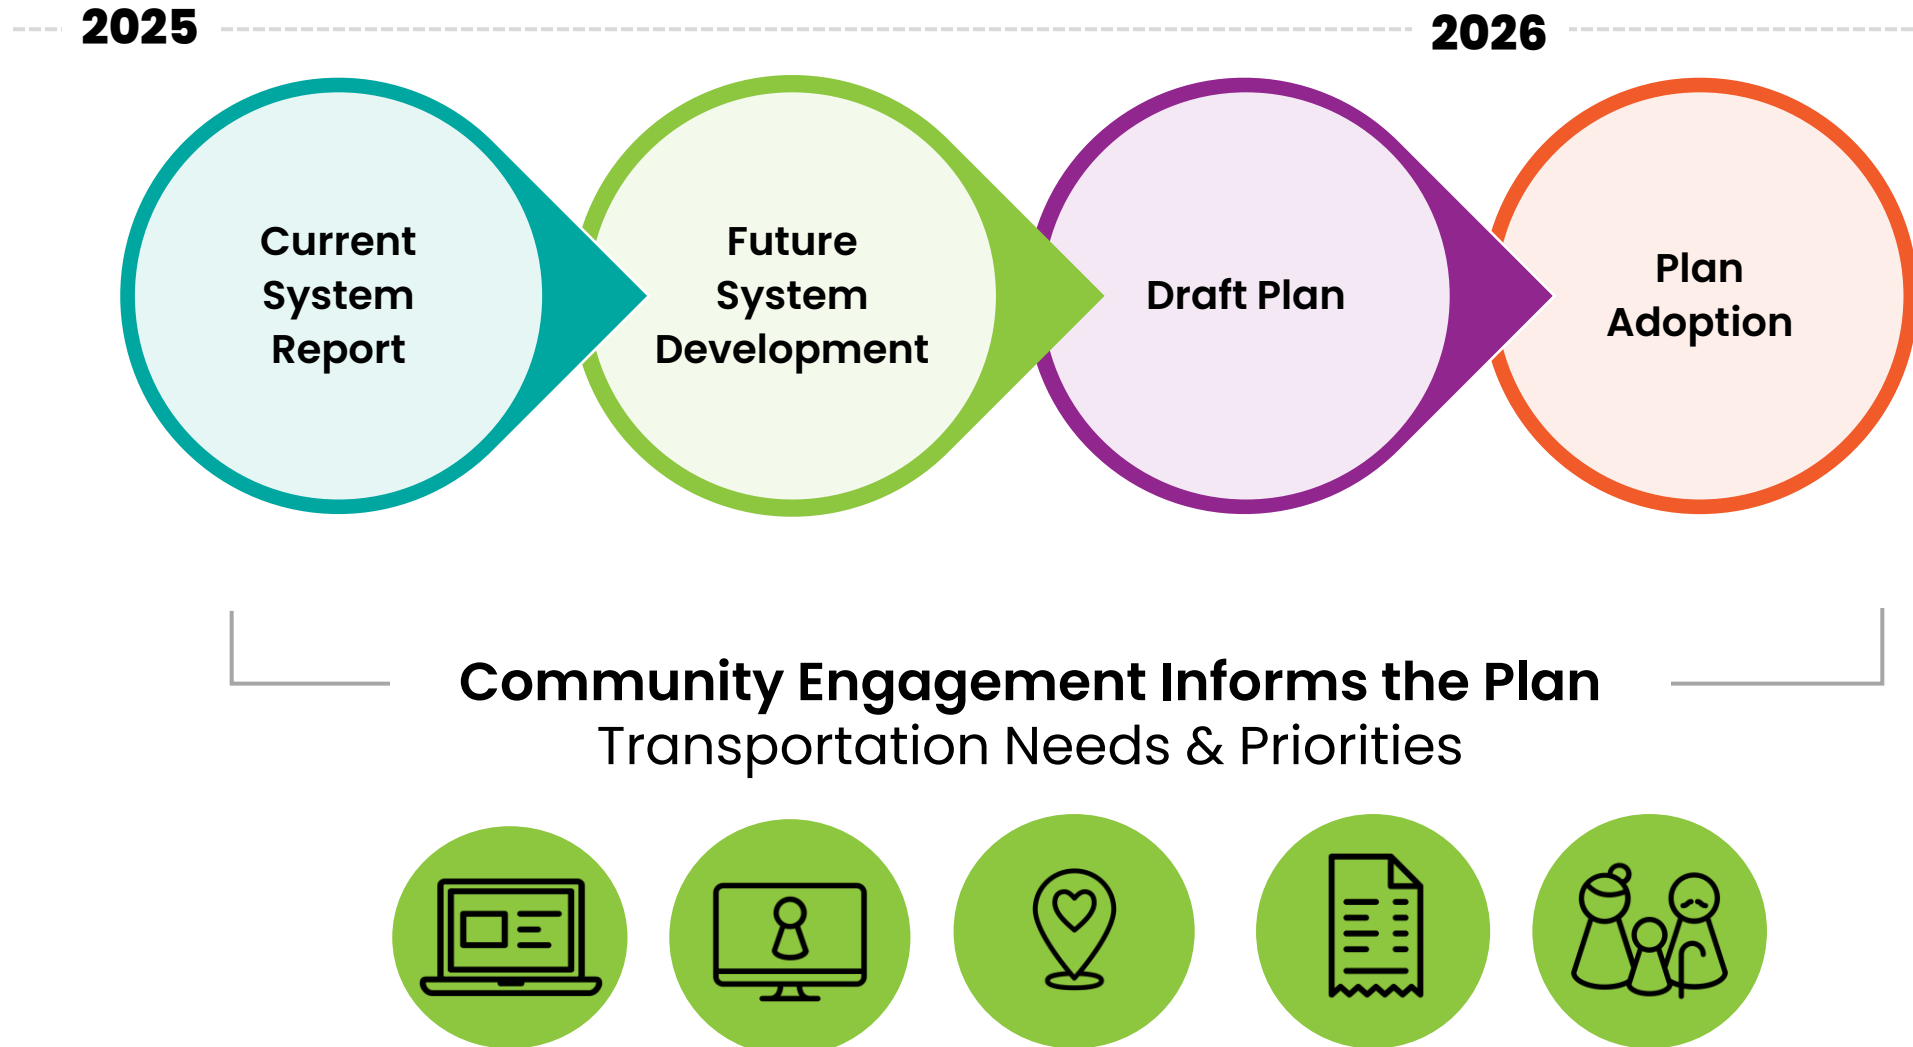 2025
2026
Current
System
Report
Future
System
Development
Draft Plan
Plan
Adoption
Community Engagement Informs the Plan
Transportation Needs & Priorities